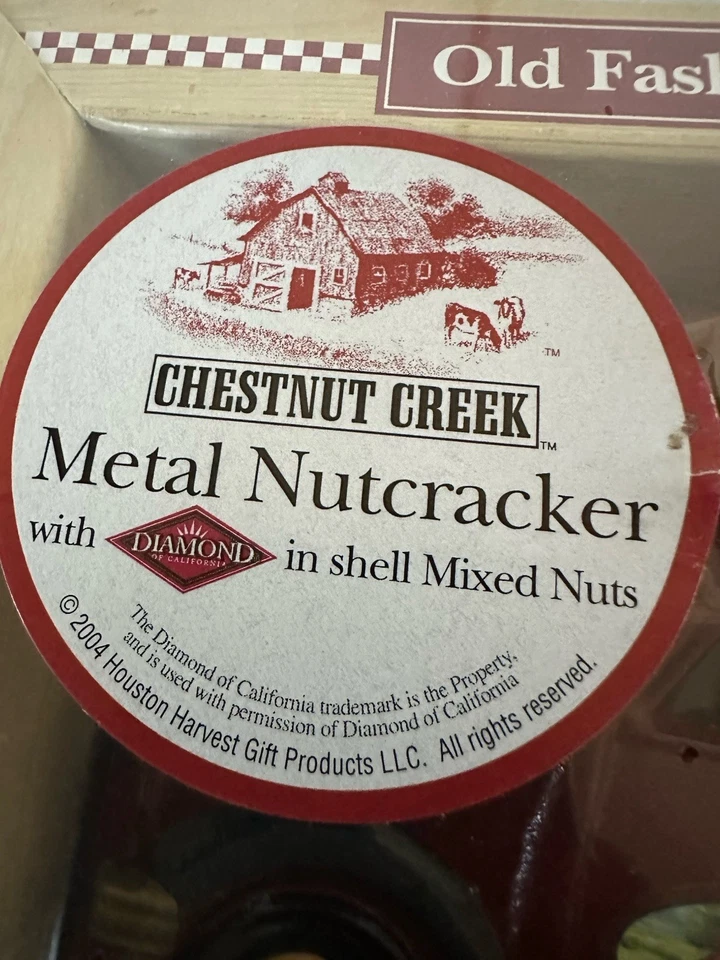 Old
TM
CHESTNUT CREEK
TM
Metal Nutcracker
with DIAMOND OF CALIFORNIA in shell Mixed Nuts
The Diamond of California trademark is the Property,
and is used with permission of Diamond of California
© 2004 Houston Harvest Gift Products LLC. All rights reserved.